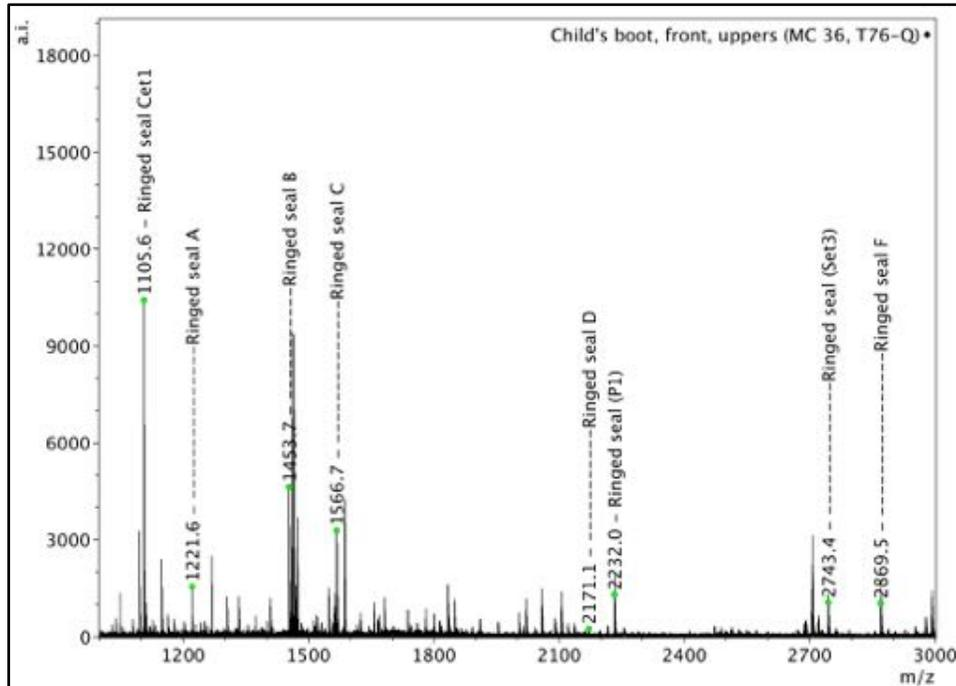 a.i.
Child's boot, front, uppers (MC 36, T76-Q) •
18000
15000
12000
9000
6000
3000
0
1105.6 - Ringed seal Cet1
1221.6
Ringed seal A
1453.7
Ringed seal B
1566.7
Ringed seal C
2171.1
Ringed seal D
2232.0 - Ringed seal (P1)
2743.4
Ringed seal (Set3)
2869.5
Ringed seal F
1200
1500
1800
2100
2400
2700
3000
m/z